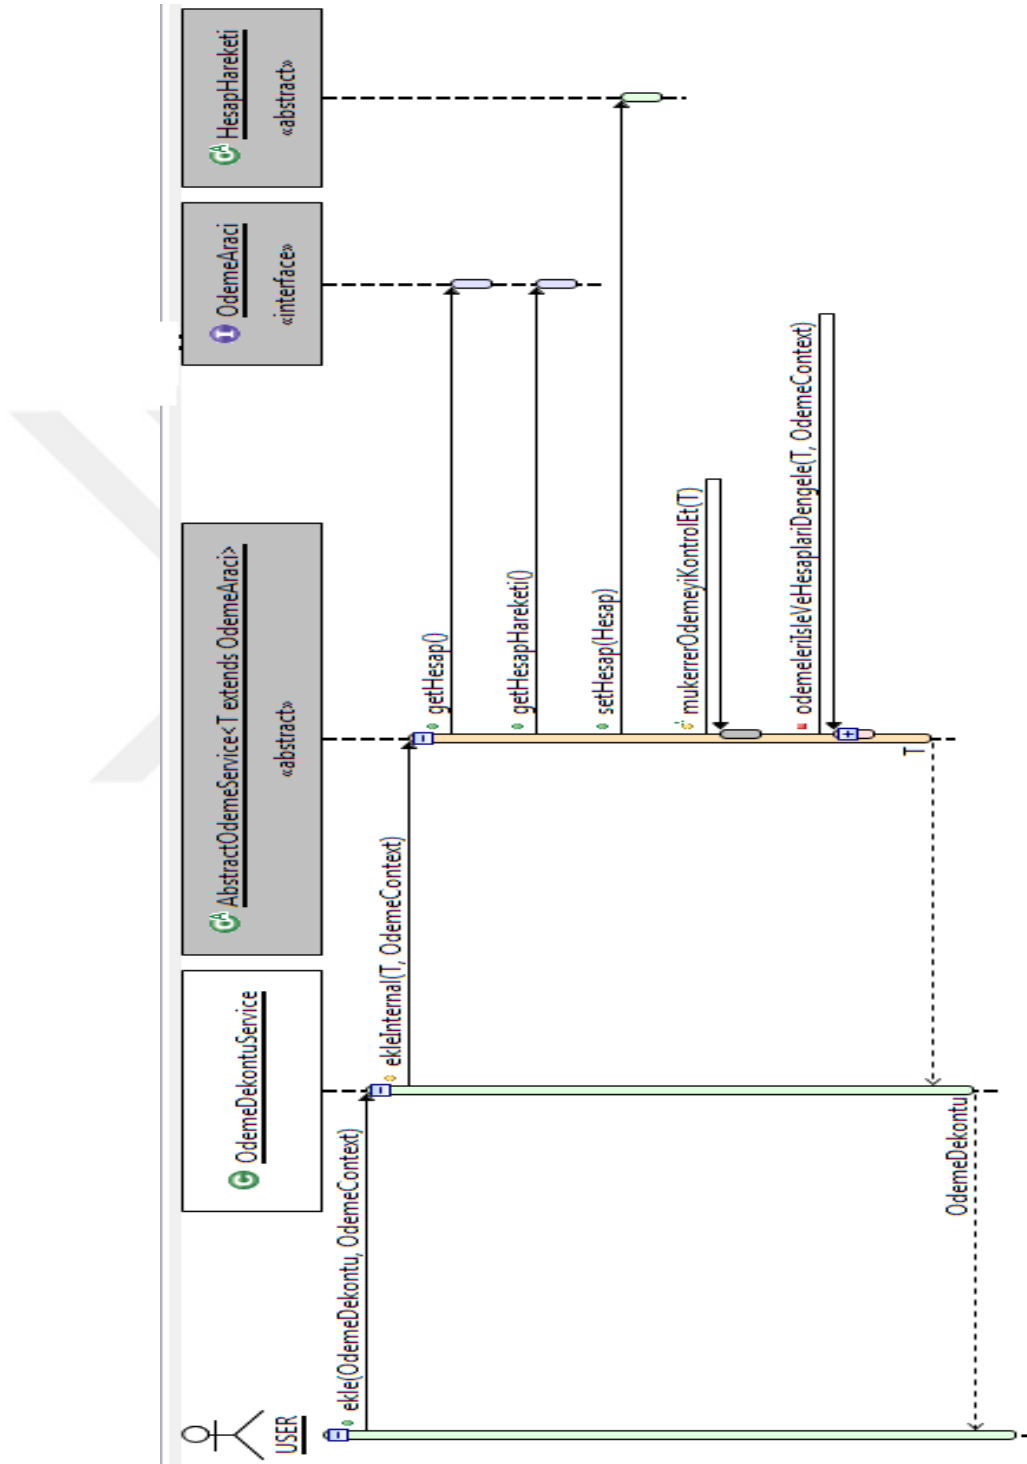 USER
OdemeDekontuService
AbstractOdemeService<T extends OdemeAraci>
«abstract»
OdemeAraci
«interface»
HesapHareketi
«abstract»
ekle(OdemeDekontu, OdemeContext)
ekleInternal(T, OdemeContext)
getHesap()
getHesapHareketi()
setHesap(Hesap)
mukerrerOdemeyiKontrolEt(T)
odemeleriIsleVeHesaplariDengele(T, OdemeContext)
T
OdemeDekontu